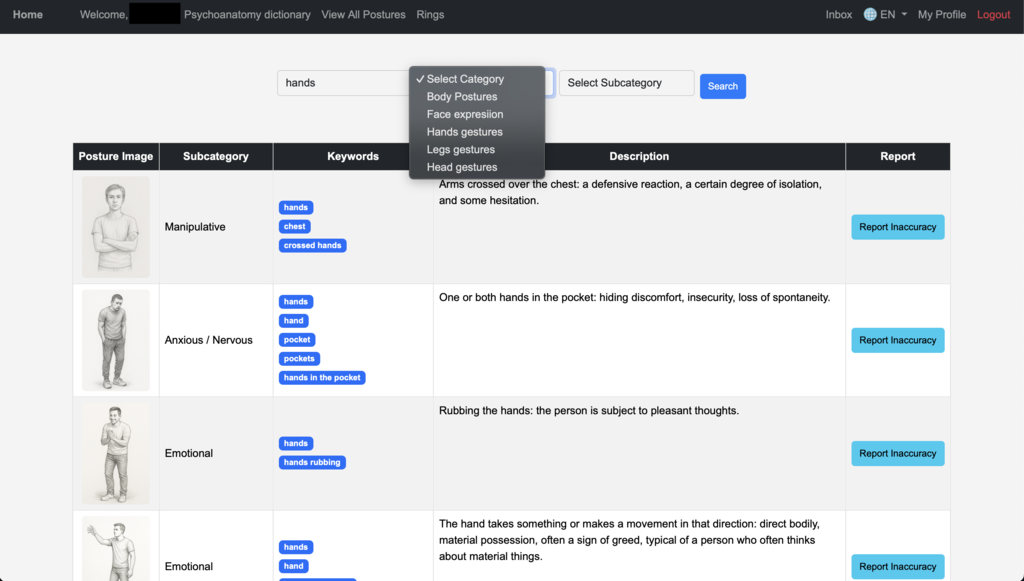 Home Welcome, Psychoanatomy dictionary View All Postures Rings Inbox EN My Profile Logout
hands
✓ Select Category
Body Postures
Face expresiion
Hands gestures
Legs gestures
Head gestures
Select Subcategory
Search
Posture Image Subcategory Keywords Description Report
Manipulative
hands
chest
crossed hands
Arms crossed over the chest: a defensive reaction, a certain degree of isolation,
and some hesitation.
Report Inaccuracy
Anxious / Nervous
hands
hand
pocket
pockets
hands in the pocket
One or both hands in the pocket: hiding discomfort, insecurity, loss of spontaneity.
Report Inaccuracy
Emotional
hands
hands rubbing
Rubbing the hands: the person is subject to pleasant thoughts.
Report Inaccuracy
Emotional
hands
hand
The hand takes something or makes a movement in that direction: direct bodily,
material possession, often a sign of greed, typical of a person who often thinks
about material things.
Report Inaccuracy